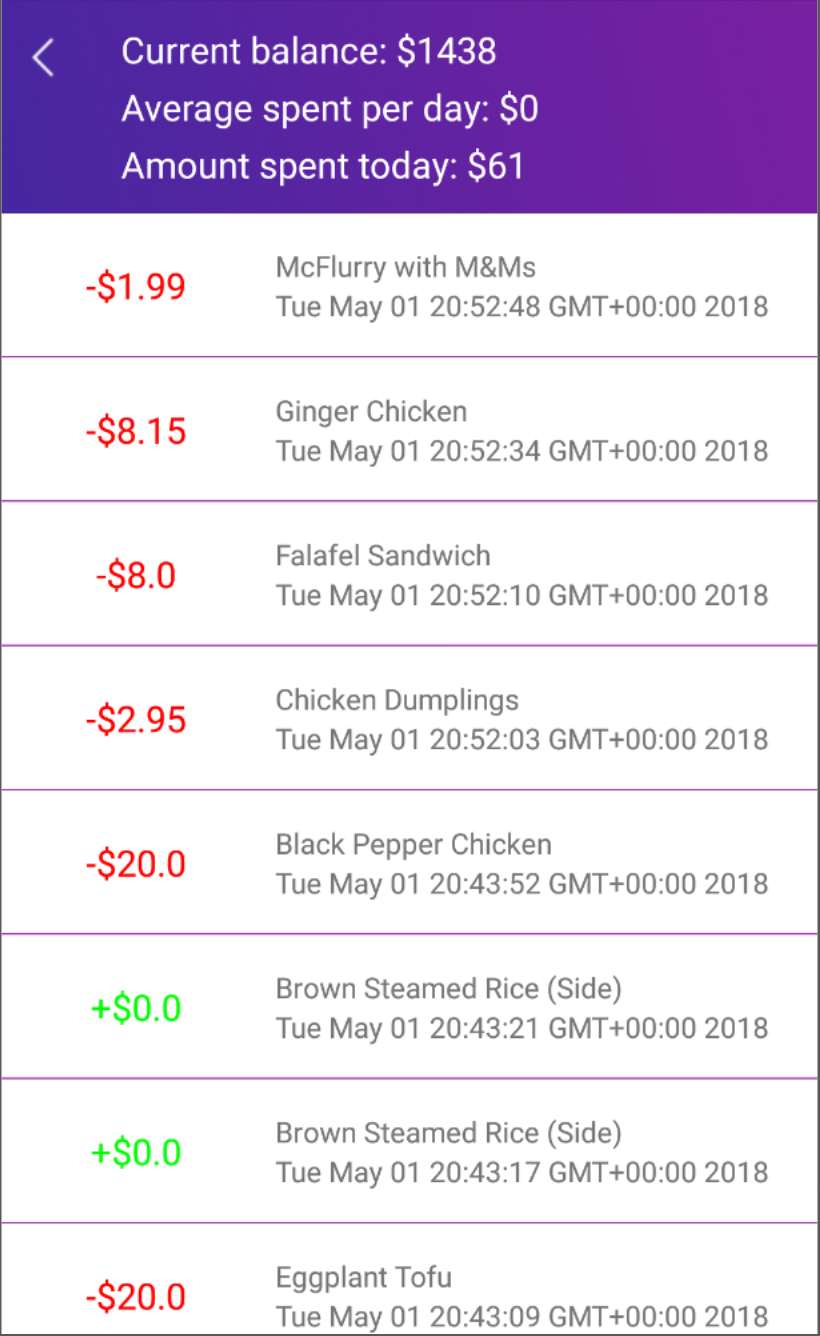 Current balance: $1438
Average spent per day: $0
Amount spent today: $61
-$1.99
McFlurry with M&Ms
Tue May 01 20:52:48 GMT+00:00 2018
-$8.15
Ginger Chicken
Tue May 01 20:52:34 GMT+00:00 2018
-$8.0
Falafel Sandwich
Tue May 01 20:52:10 GMT+00:00 2018
-$2.95
Chicken Dumplings
Tue May 01 20:52:03 GMT+00:00 2018
-$20.0
Black Pepper Chicken
Tue May 01 20:43:52 GMT+00:00 2018
+$0.0
Brown Steamed Rice (Side)
Tue May 01 20:43:21 GMT+00:00 2018
+$0.0
Brown Steamed Rice (Side)
Tue May 01 20:43:17 GMT+00:00 2018
-$20.0
Eggplant Tofu
Tue May 01 20:43:09 GMT+00:00 2018